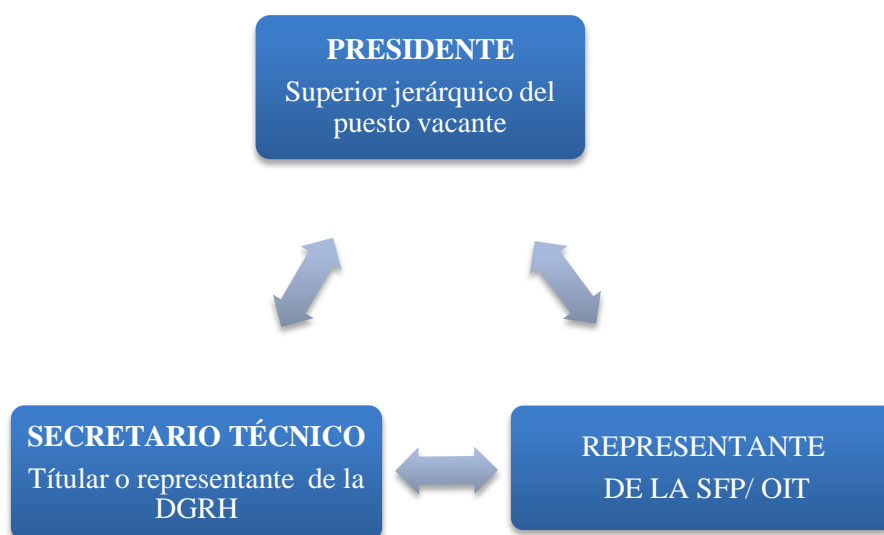 PRESIDENTE
Superior jerárquico del
puesto vacante
SECRETARIO TÉCNICO
Títular o representante de la
DGRH
REPRESENTANTE
DE LA SFP/ OIT